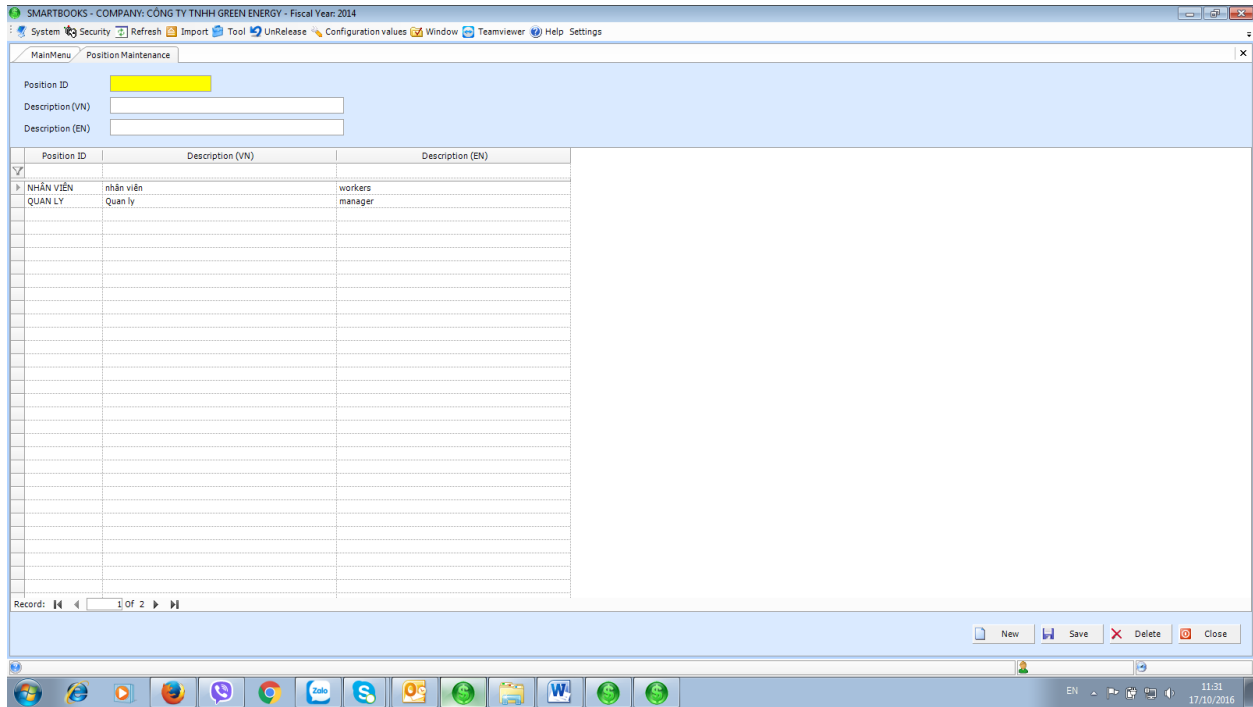 SMARTBOOKS - COMPANY: CÔNG TY TNHH GREEN ENERGY - Fiscal Year: 2014
System Security Refresh Import Tool UnRelease Configuration values Window Teamviewer Help Settings
MainMenu Position Maintenance
Position ID
Description (VN)
Description (EN)
Position ID Description (VN) Description (EN)
NHÂN VIÊN nhân viên workers
QUAN LY Quan ly manager
Record: 1 Of 2
New Save Delete Close
Zalo EN 11:31
17/10/2016